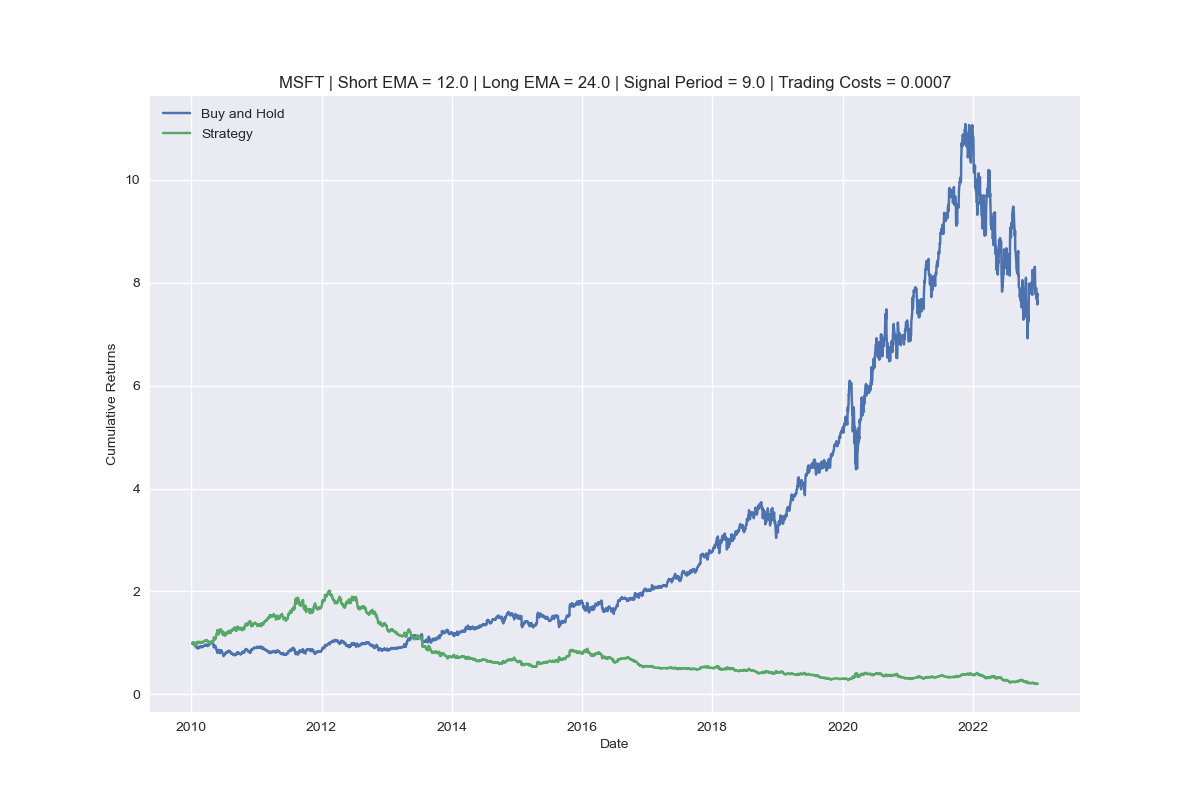 MSFT | Short EMA = 12.0 | Long EMA = 24.0 | Signal Period = 9.0 | Trading Costs = 0.0007
Buy and Hold
Strategy
10
8
6
4
2
0
Cumulative Returns
2010 2012 2014 2016 2018 2020 2022
Date